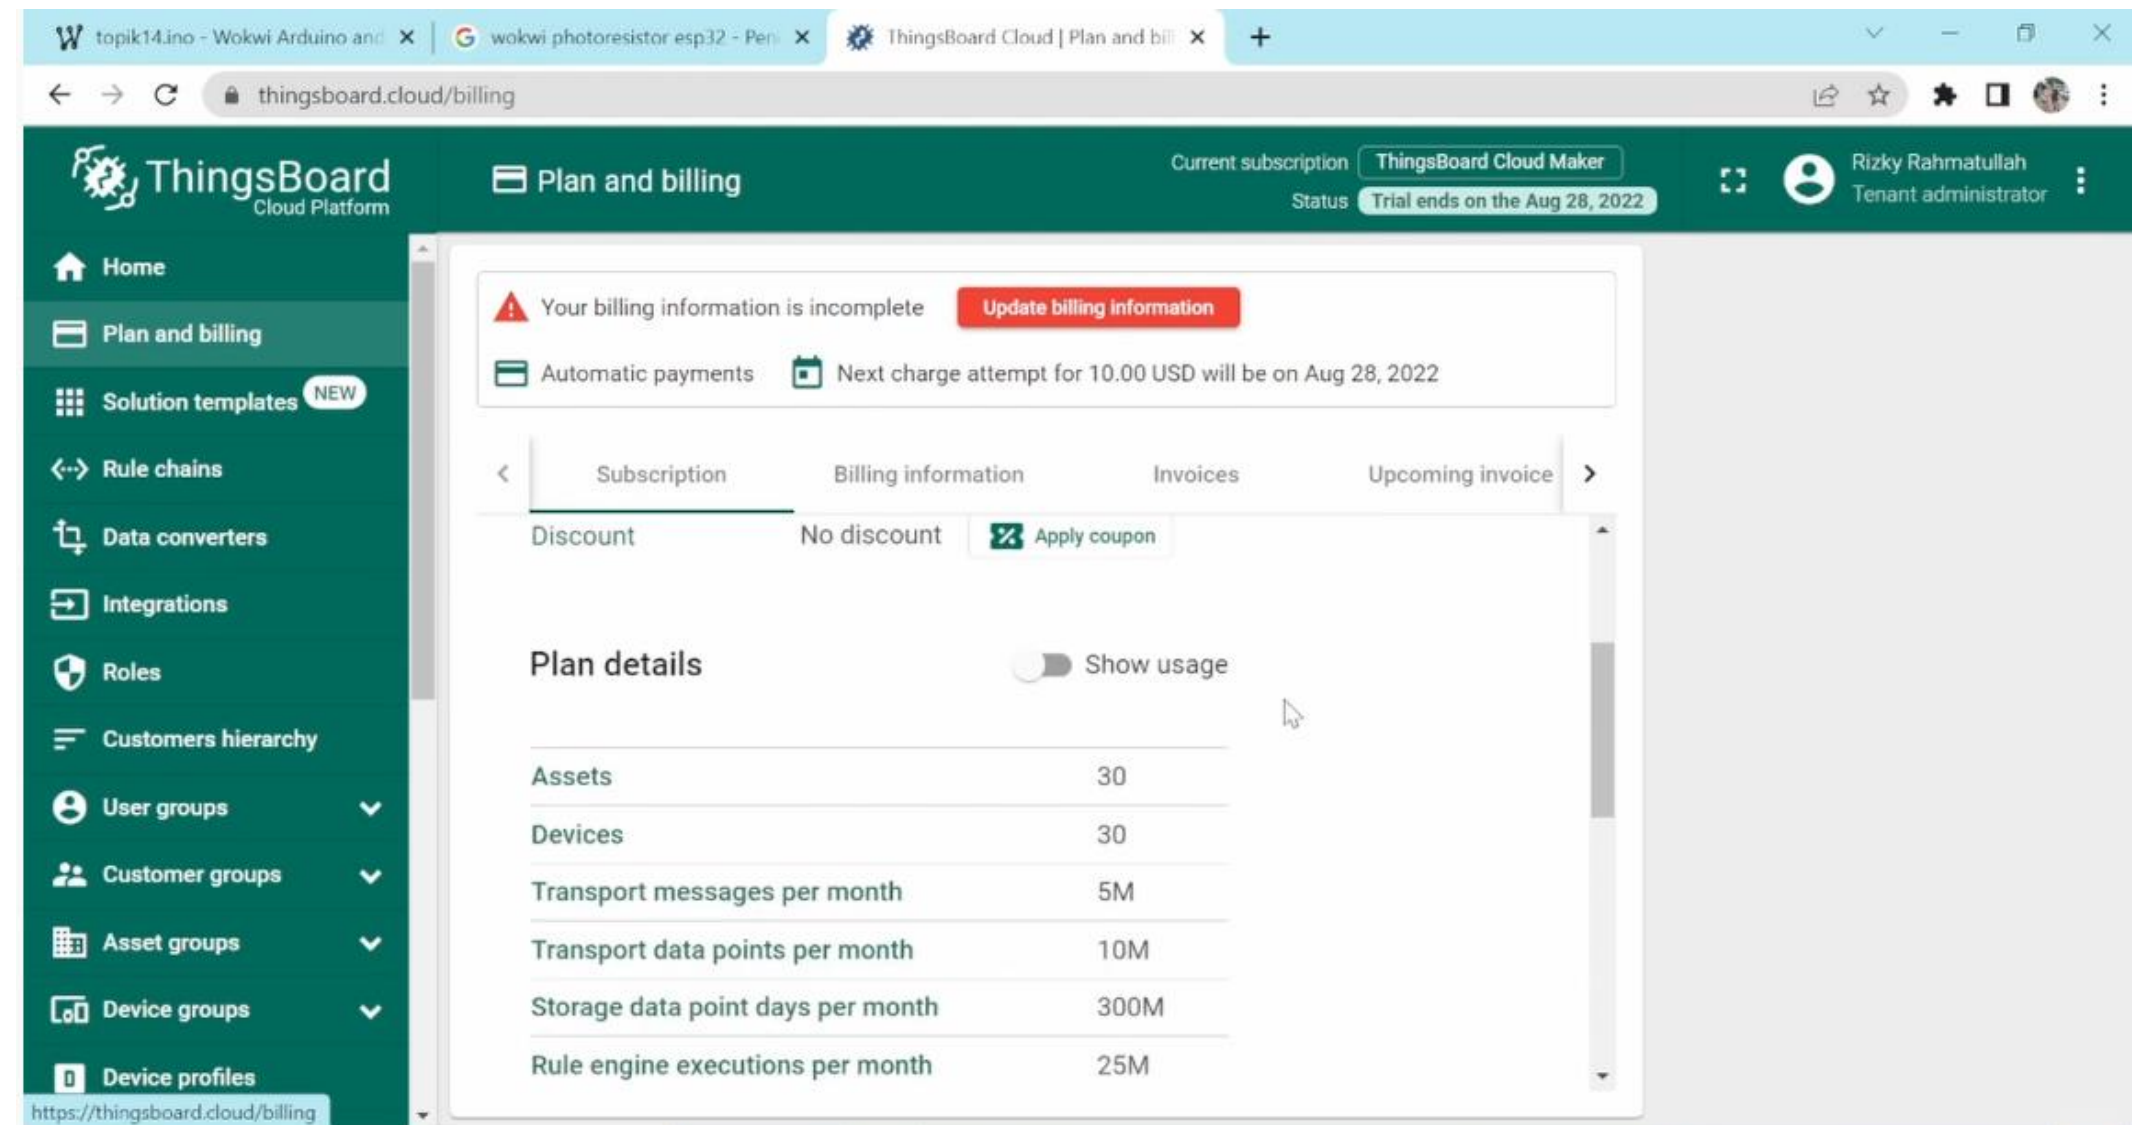 topik14.ino - Wokwi Arduino and
wokwi photoresistor esp32 - Pen
ThingsBoard Cloud | Plan and bil
thingsboard.cloud/billing
ThingsBoard
Cloud Platform
Plan and billing
Current subscription ThingsBoard Cloud Maker
Status Trial ends on the Aug 28, 2022
Rizky Rahmatullah
Tenant administrator
Home
Plan and billing
Solution templates NEW
Rule chains
Data converters
Integrations
Roles
Customers hierarchy
User groups
Customer groups
Asset groups
Device groups
Device profiles
https://thingsboard.cloud/billing
Your billing information is incomplete Update billing information
Automatic payments Next charge attempt for 10.00 USD will be on Aug 28, 2022
Subscription Billing information Invoices Upcoming invoice
Discount No discount Apply coupon
Plan details Show usage
Assets 30
Devices 30
Transport messages per month 5M
Transport data points per month 10M
Storage data point days per month 300M
Rule engine executions per month 25M